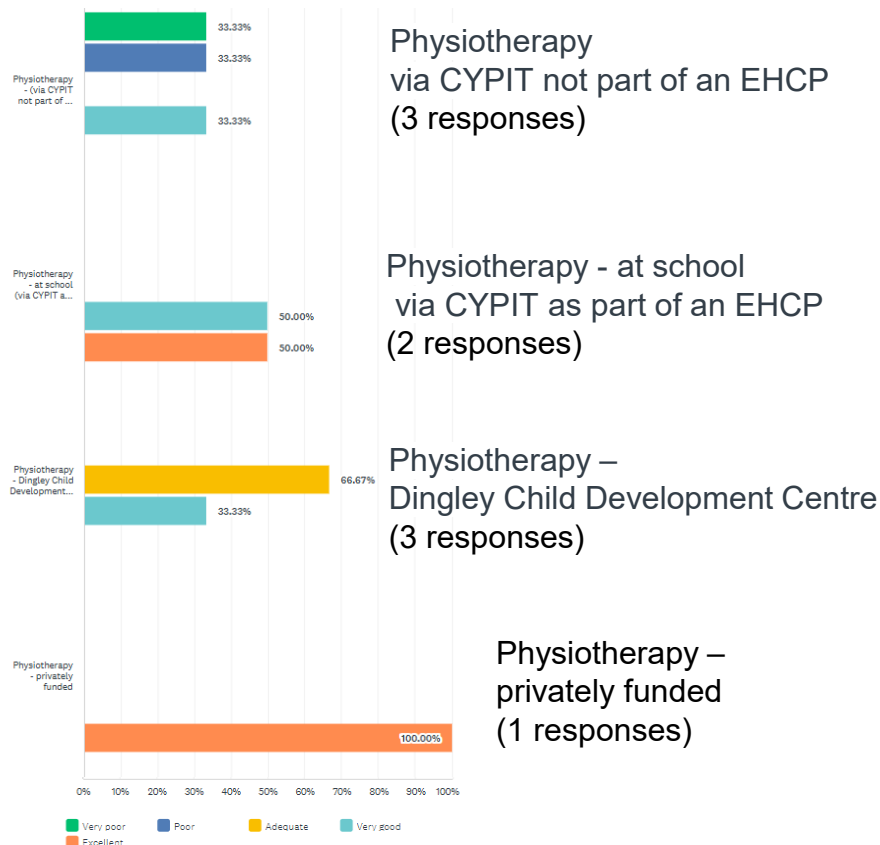 33.33%
33.33%
Physiotherapy
- (via CYPIT
not part of ...
33.33%
Physiotherapy
via CYPIT not part of an EHCP
(3 responses)
Physiotherapy
- at school
(via CYPIT a...
50.00%
50.00%
Physiotherapy - at school
via CYPIT as part of an EHCP
(2 responses)
Physiotherapy
- Dingley Child
Development...
66.67%
33.33%
Physiotherapy –
Dingley Child Development Centre
(3 responses)
Physiotherapy
- privately
funded
100.00%
Physiotherapy –
privately funded
(1 responses)
0% 10% 20% 30% 40% 50% 60% 70% 80% 90% 100%
Very poor Poor Adequate Very good
Excellent